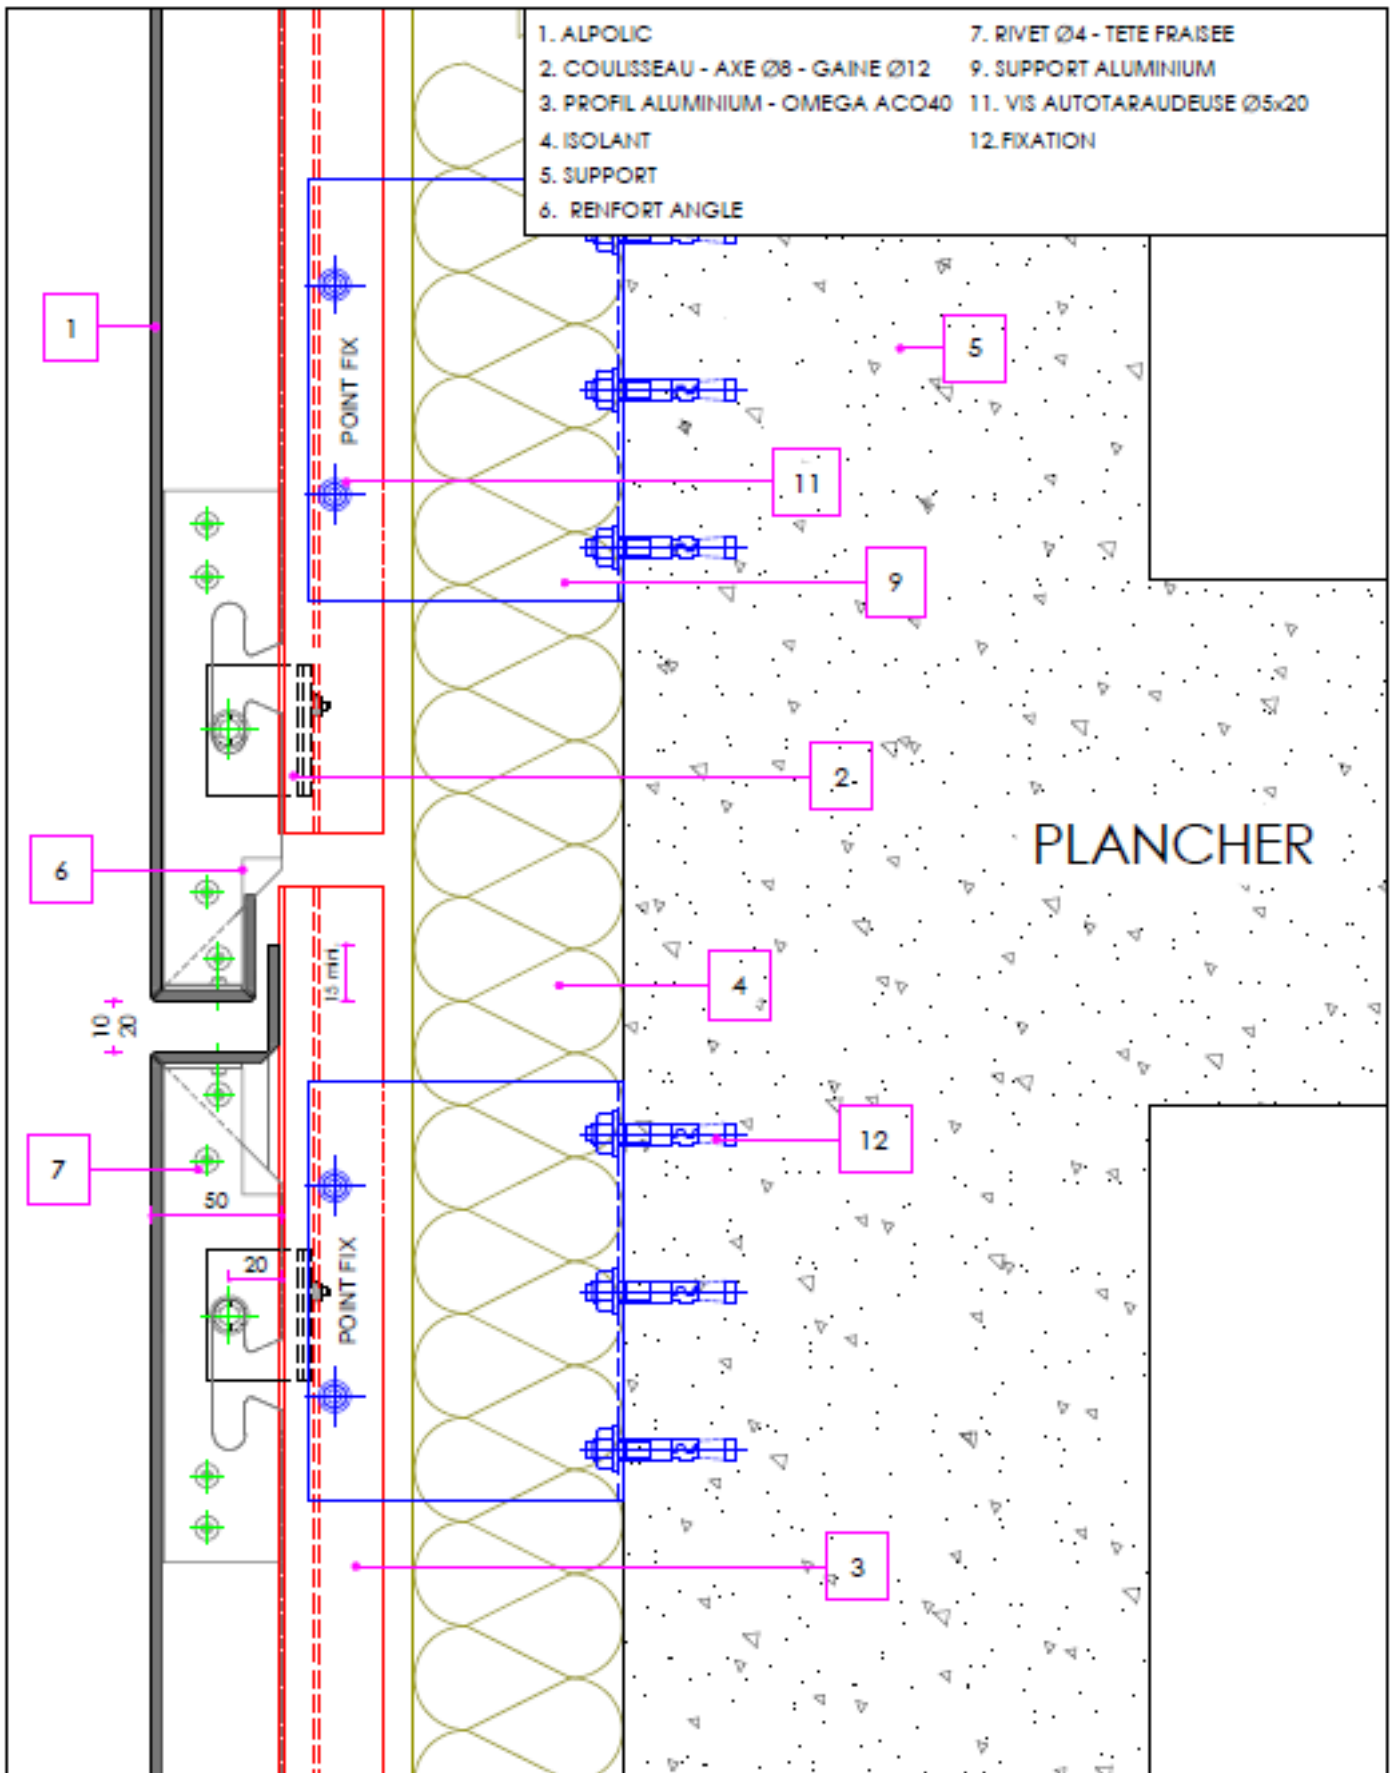 1. ALPOLIC
2. COULISSEAU - AXE Ø8 - GAINE Ø12
3. PROFIL ALUMINIUM - OMEGA ACO40
4. ISOLANT
5. SUPPORT
6. RENFORT ANGLE
7. RIVET Ø4 - TETE FRAISEE
9. SUPPORT ALUMINIUM
11. VIS AUTOTARAUDEUSE Ø5x20
12. FIXATION
1
5
POINT FIX
11
9
2-
PLANCHER
6
15 min
4
10
20
12
7
50
20
POINT FIX
3